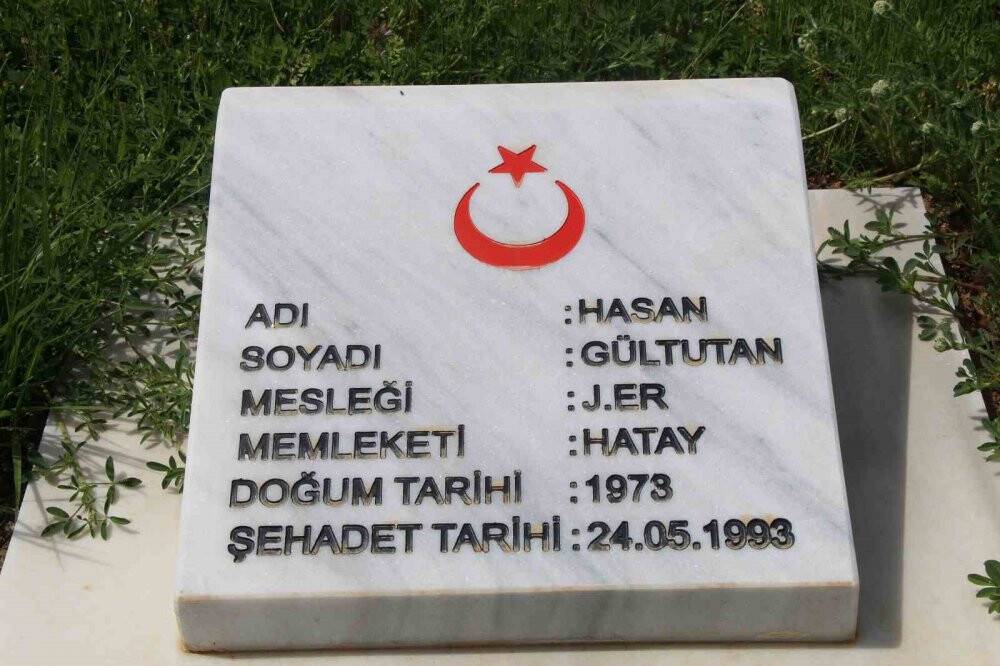 ADI :HASAN
SOYADI :GÜLTUTAN
MESLEĞİ :J.ER
MEMLEKETİ :HATAY
DOĞUM TARİHİ :1973
ŞEHADET TARİHİ :24.05.1993